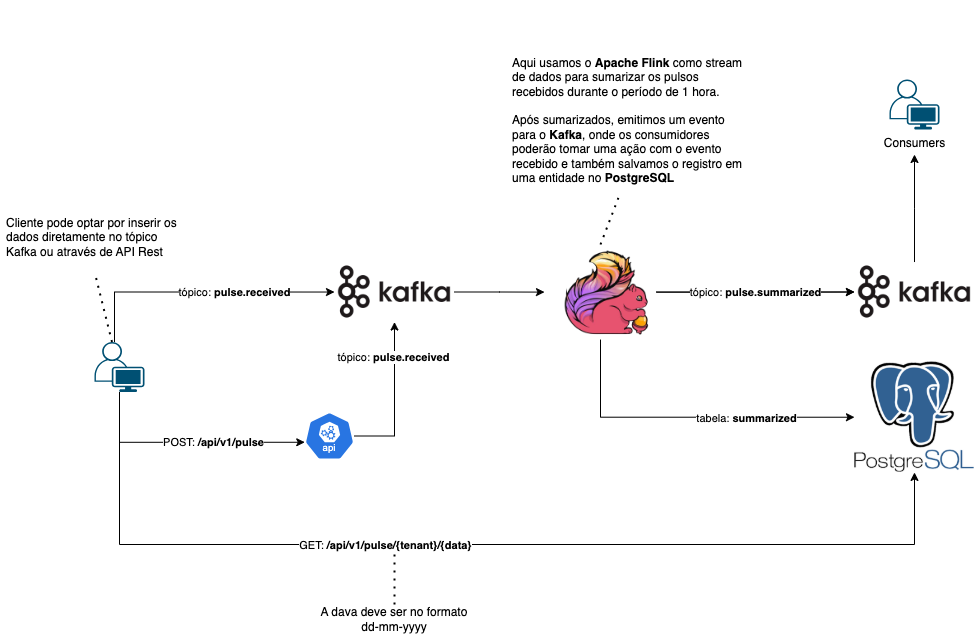 Aqui usamos o Apache Flink como stream
de dados para sumarizar os pulsos
recebidos durante o período de 1 hora.
Após sumarizados, emitimos um evento
para o Kafka, onde os consumidores
poderão tomar uma ação com o evento
recebido e também salvamos o registro em
uma entidade no PostgreSQL
Consumers
Cliente pode optar por inserir os
dados diretamente no tópico
Kafka ou através de API Rest
tópico: pulse.received
kafka
tópico: pulse.summarized
kafka
tópico: pulse.received
tabela: summarized
POST: /api/v1/pulse
api
PostgreSQL
GET: /api/v1/pulse/{tenant}/{data}
A dava deve ser no formato
dd-mm-yyyy